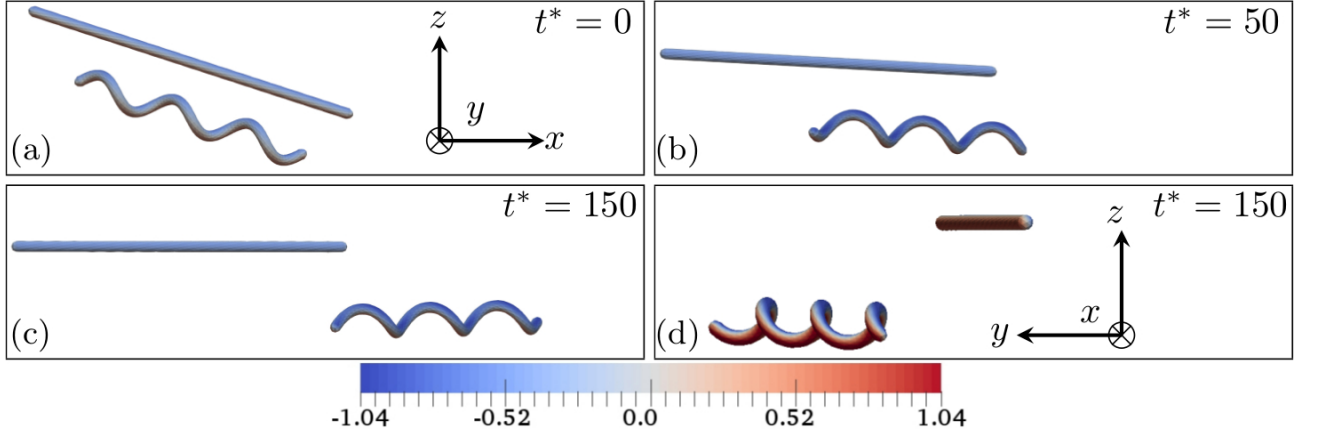 t* = 0
z
y
x
(a)
t* = 50
(b)
t* = 150
(c)
t* = 150
z
x
y
(d)
-1.04 -0.52 0.0 0.52 1.04